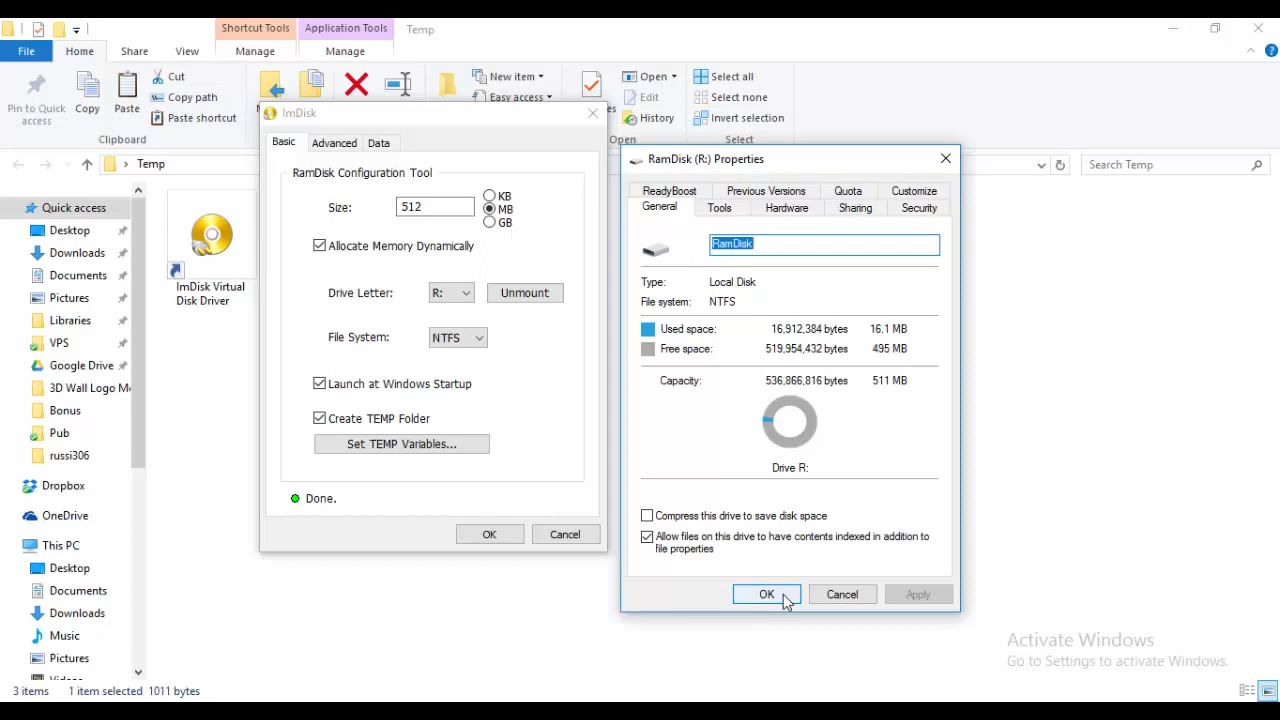 Shortcut Tools
Application Tools
Temp
File
Home
Share
View
Manage
Manage
Pin to Quick
access
Copy
Paste
Cut
Copy path
Paste shortcut
Clipboard
New item
Easy access
Open
Edit
History
Open
Select all
Select none
Invert selection
Select
Temp
Search Temp
Quick access
Desktop
Downloads
Documents
Pictures
Libraries
VPS
Google Drive
3D Wall Logo M
Bonus
Pub
russi306
Dropbox
OneDrive
This PC
Desktop
Documents
Downloads
Music
Pictures
ImDisk Virtual
Disk Driver
ImDisk
Basic
Advanced
Data
RamDisk Configuration Tool
Size:
512
KB
MB
GB
Allocate Memory Dynamically
Drive Letter:
R:
Unmount
File System:
NTFS
Launch at Windows Startup
Create TEMP Folder
Set TEMP Variables...
Done.
OK
Cancel
RamDisk (R:) Properties
ReadyBoost
Previous Versions
Quota
Customize
General
Tools
Hardware
Sharing
Security
RamDisk
Type: Local Disk
File system: NTFS
Used space: 16,912,384 bytes 16.1 MB
Free space: 519,954,432 bytes 495 MB
Capacity: 536,866,816 bytes 511 MB
Drive R:
Compress this drive to save disk space
Allow files on this drive to have contents indexed in addition to
file properties
OK
Cancel
Apply
Activate Windows
Go to Settings to activate Windows.
3 items 1 item selected 1011 bytes